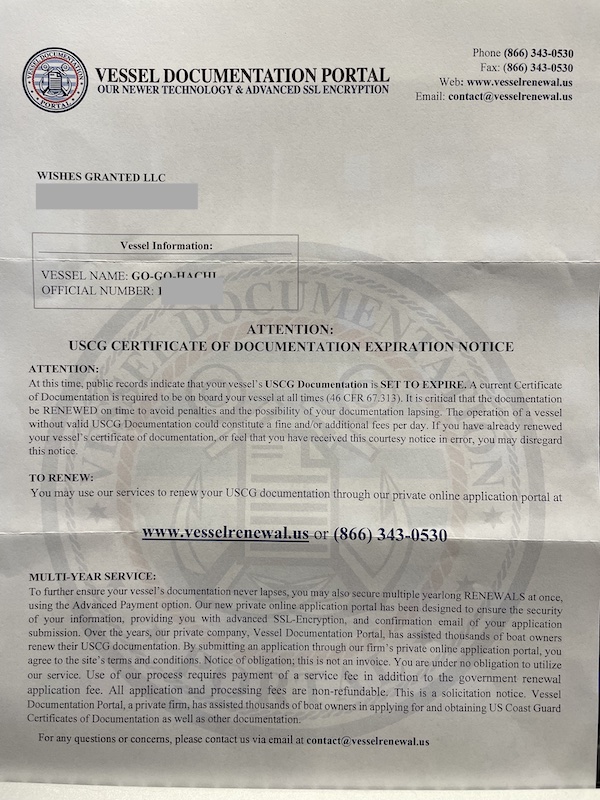 Phone (866) 343-0530
Fax: (866) 343-0530
Web: www.vesselrenewal.us
Email: contact@vesselrenewal.us
VESSEL DOCUMENTATION
PORTAL
VESSEL DOCUMENTATION PORTAL
OUR NEWER TECHNOLOGY & ADVANCED SSL ENCRYPTION
WISHES GRANTED LLC
Vessel Information:
VESSEL NAME: GO-GO-HACHI
OFFICIAL NUMBER: 1
VESSEL DOCUMENTATION
ATTENTION:
USCG CERTIFICATE OF DOCUMENTATION EXPIRATION NOTICE
ATTENTION:
At this time, public records indicate that your vessel's USCG Documentation is SET TO EXPIRE. A current Certificate
of Documentation is required to be on board your vessel at all times (46 CFR 67.313). It is critical that the documentation
be RENEWED on time to avoid penalties and the possibility of your documentation lapsing. The operation of a vessel
without valid USCG Documentation could constitute a fine and/or additional fees per day. If you have already renewed
your vessel's certificate of documentation, or feel that you have received this courtesy notice in error, you may disregard
this notice.
TO RENEW:
You may use our services to renew your USCG documentation through our private online application portal at
www.vesselrenewal.us or (866) 343-0530
MULTI-YEAR SERVICE:
To further ensure your vessel's documentation never lapses, you may also secure multiple yearlong RENEWALS at once,
using the Advanced Payment option. Our new private online application portal has been designed to ensure the security
of your information, providing you with advanced SSL-Encryption, and confirmation email of your application
submission. Over the years, our private company, Vessel Documentation Portal, has assisted thousands of boat owners
renew their USCG documentation. By submitting an application through our firm's private online application portal, you
agree to the site's terms and conditions. Notice of obligation; this is not an invoice. You are under no obligation to utilize
our service. Use of our process requires payment of a service fee in addition to the government renewal
application fee. All application and processing fees are non-refundable. This is a solicitation notice. Vessel
Documentation Portal, a private firm, has assisted thousands of boat owners in applying for and obtaining US Coast Guard
Certificates of Documentation as well as other documentation.
For any questions or concerns, please contact us via email at contact@vesselrenewal.us